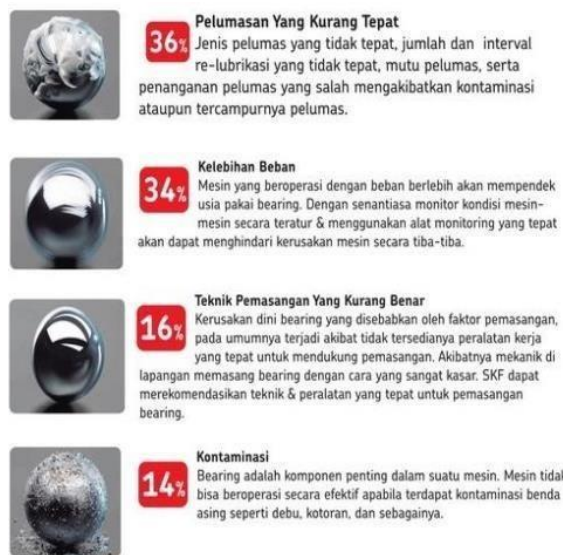 Pelumasan Yang Kurang Tepat
36%
Jenis pelumas yang tidak tepat, jumlah dan interval
re-lubrikasi yang tidak tepat, mutu pelumas, serta
penanganan pelumas yang salah mengakibatkan kontaminasi
ataupun tercampurnya pelumas.
Kelebihan Beban
34%
Mesin yang beroperasi dengan beban berlebih akan mempendek
usia pakai bearing. Dengan senantiasa monitor kondisi mesin-
mesin secara teratur & menggunakan alat monitoring yang tepat
akan dapat menghindari kerusakan mesin secara tiba-tiba.
Teknik Pemasangan Yang Kurang Benar
16%
Kerusakan dini bearing yang disebabkan oleh faktor pemasangan,
pada umumnya terjadi akibat tidak tersedianya peralatan kerja
yang tepat untuk mendukung pemasangan. Akibatnya mekanik di
lapangan memasang bearing dengan cara yang sangat kasar. SKF dapat
merekomendasikan teknik & peralatan yang tepat untuk pemasangan
bearing.
Kontaminasi
14%
Bearing adalah komponen penting dalam suatu mesin. Mesin tidak
bisa beroperasi secara efektif apabila terdapat kontaminasi benda
asing seperti debu, kotoran, dan sebagainya.